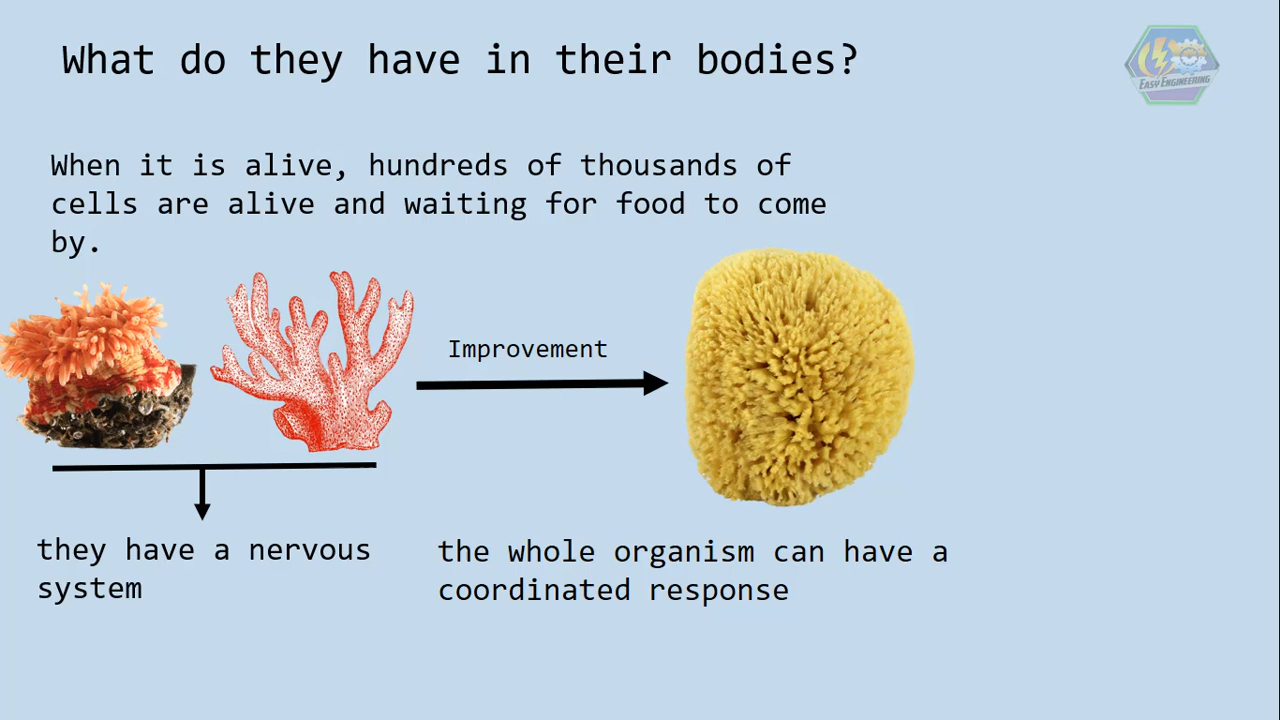 What do they have in their bodies?
EASY ENGINEERING
When it is alive, hundreds of thousands of
cells are alive and waiting for food to come
by.
Improvement
they have a nervous
system
the whole organism can have a
coordinated response